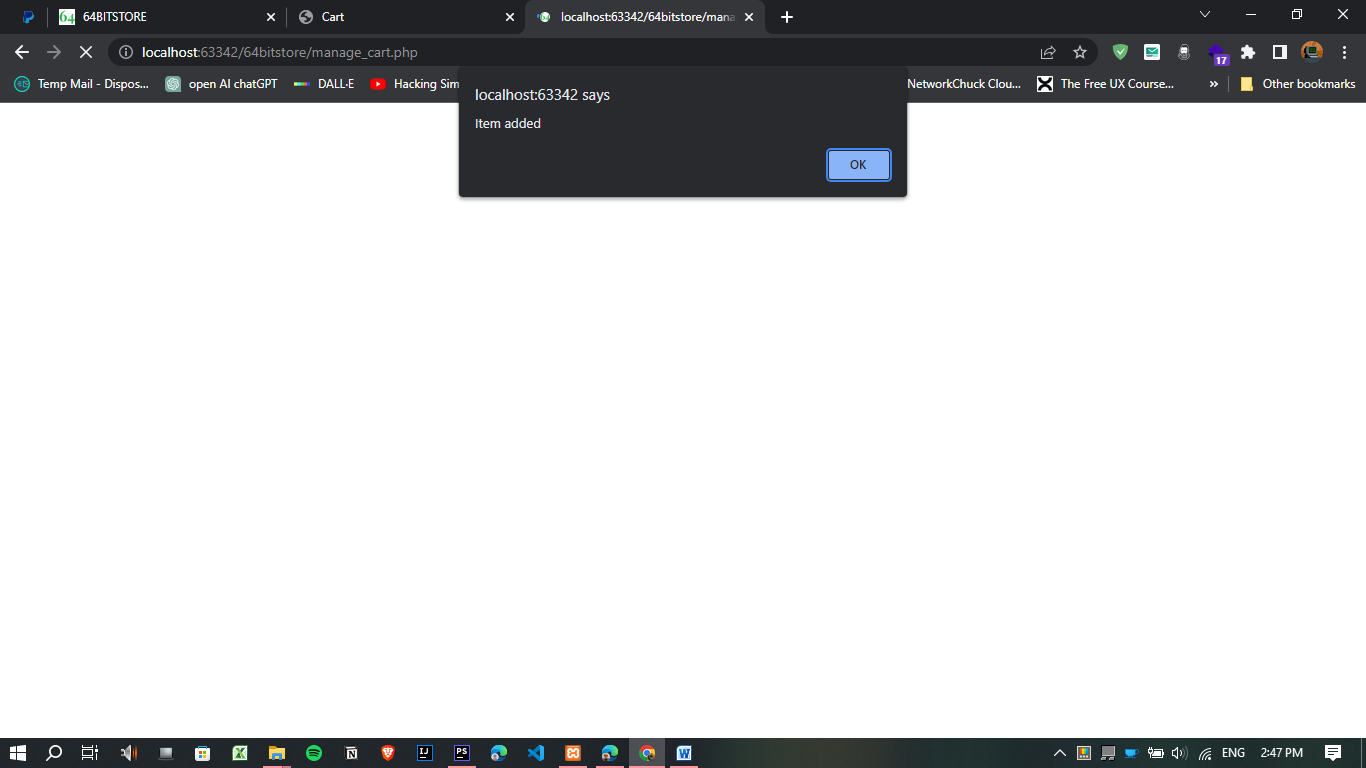 64BITSTORE
Cart
localhost:63342/64bitstore/mana
localhost:63342/64bitstore/manage_cart.php
17
Temp Mail - Dispos...
open AI chatGPT
DALL·E
Hacking Sim
NetworkChuck Clou...
The Free UX Course...
»
Other bookmarks
localhost:63342 says
Item added
OK
ENG
2:47 PM